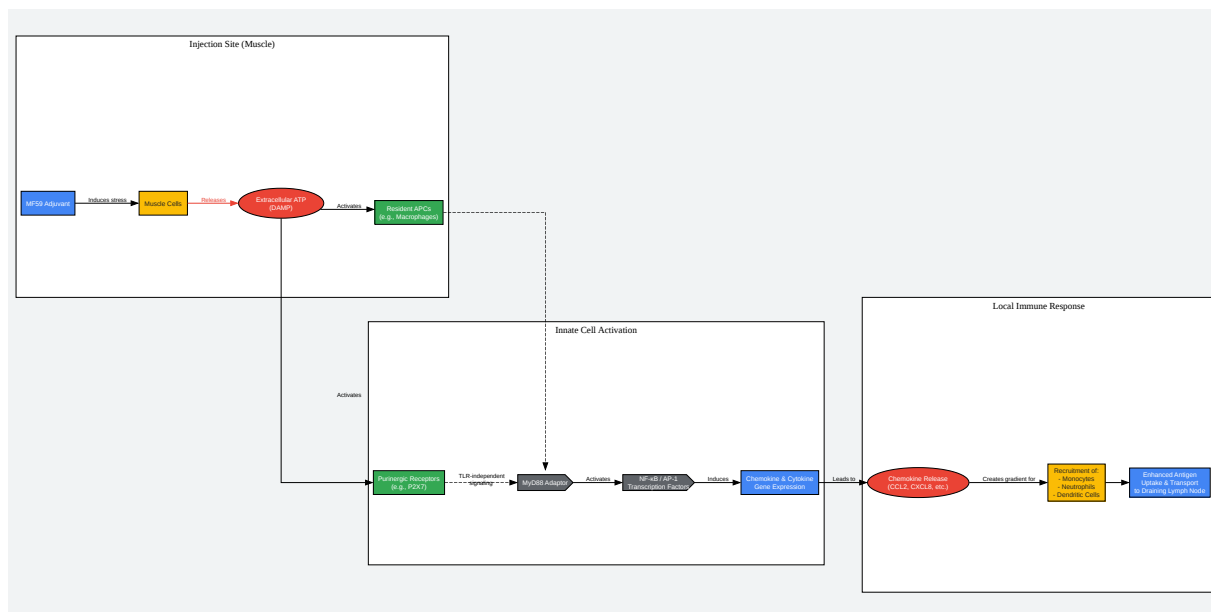 Injection Site (Muscle)
MF59 Adjuvant
Induces stress
Muscle Cells
Releases
Extracellular ATP
(DAMP)
Activates
Resident APCs
(e.g., Macrophages)
Activates
Innate Cell Activation
Purinergic Receptors
(e.g., P2X7)
TLR-independent
signaling
MyD88 Adaptor
Activates
NF-κB / AP-1
Transcription Factors
Induces
Chemokine & Cytokine
Gene Expression
Leads to
Local Immune Response
Chemokine Release
(CCL2, CXCL8, etc.)
Creates gradient for
Recruitment of:
- Monocytes
- Neutrophils
- Dendritic Cells
Enhanced Antigen
Uptake & Transport
to Draining Lymph Node